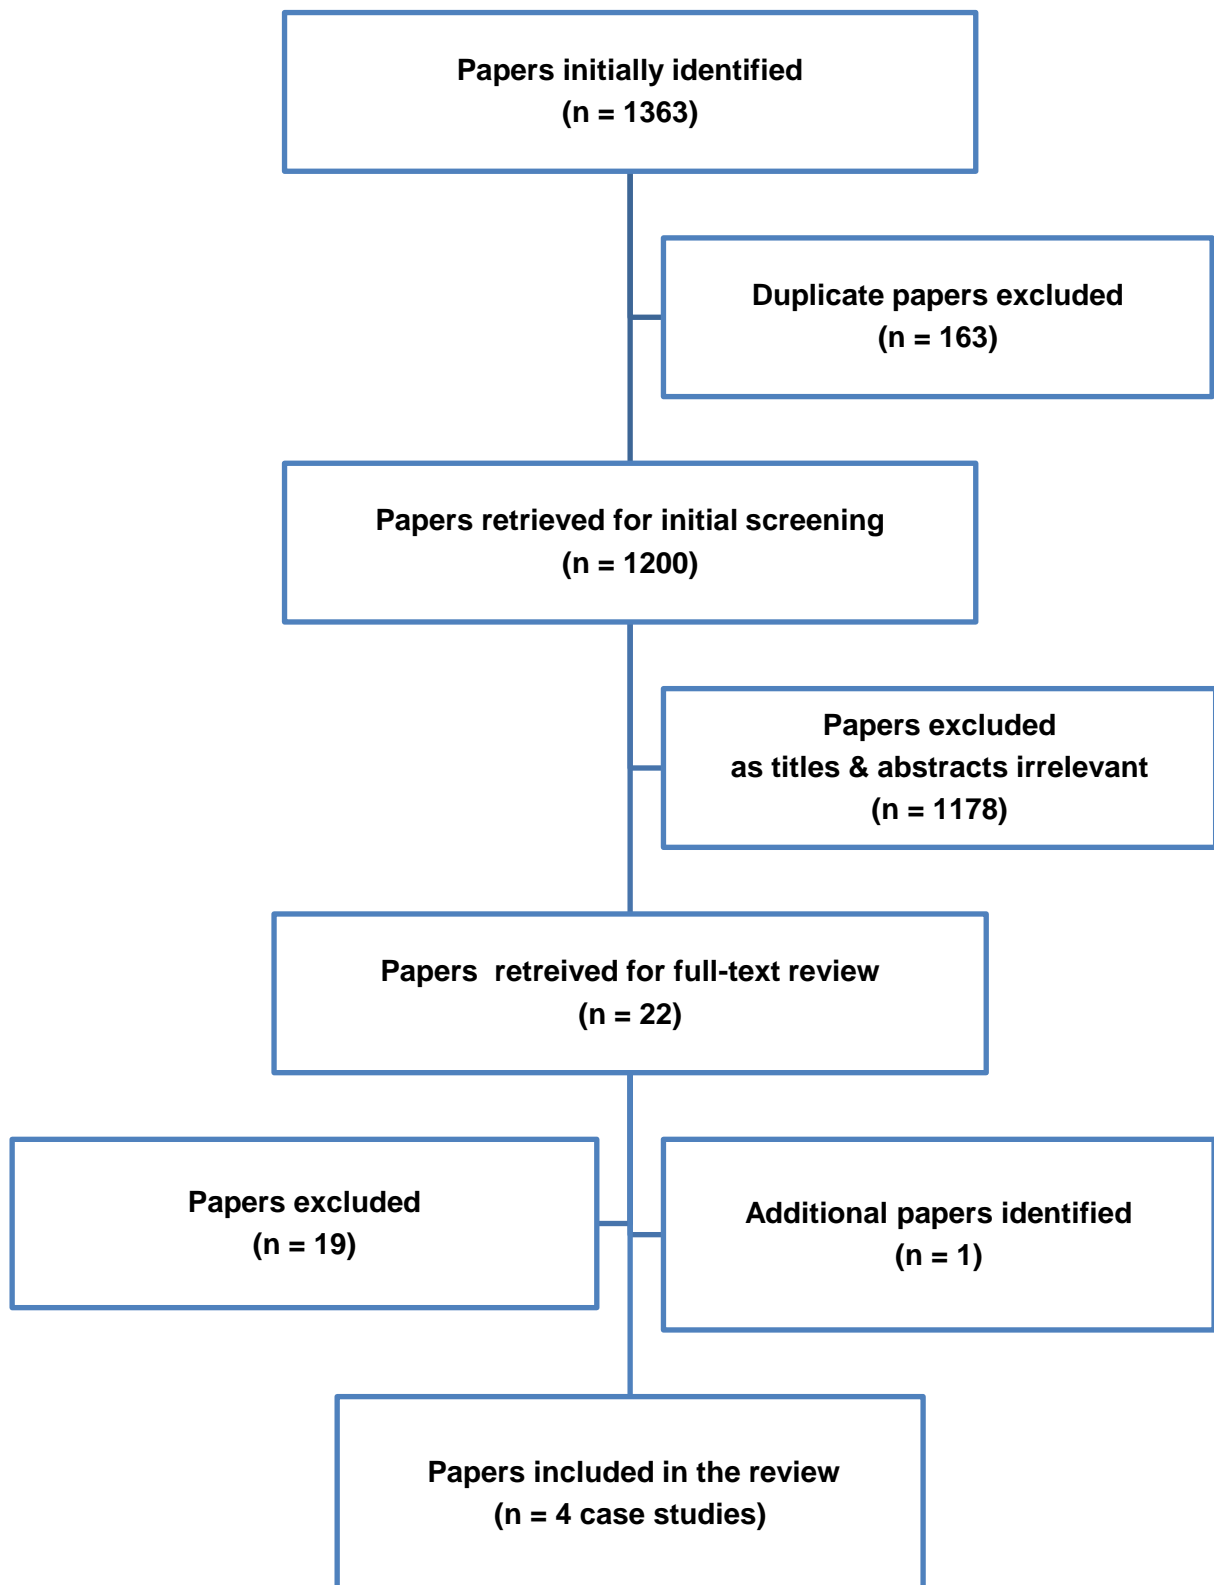 Papers initially identified
(n = 1363)
Duplicate papers excluded
(n = 163)
Papers retrieved for initial screening
(n = 1200)
Papers excluded
as titles & abstracts irrelevant
(n = 1178)
Papers  retreived for full-text review
(n = 22)
Papers excluded
(n = 19)
Additional papers identified
(n = 1)
Papers included in the review
(n = 4 case studies)